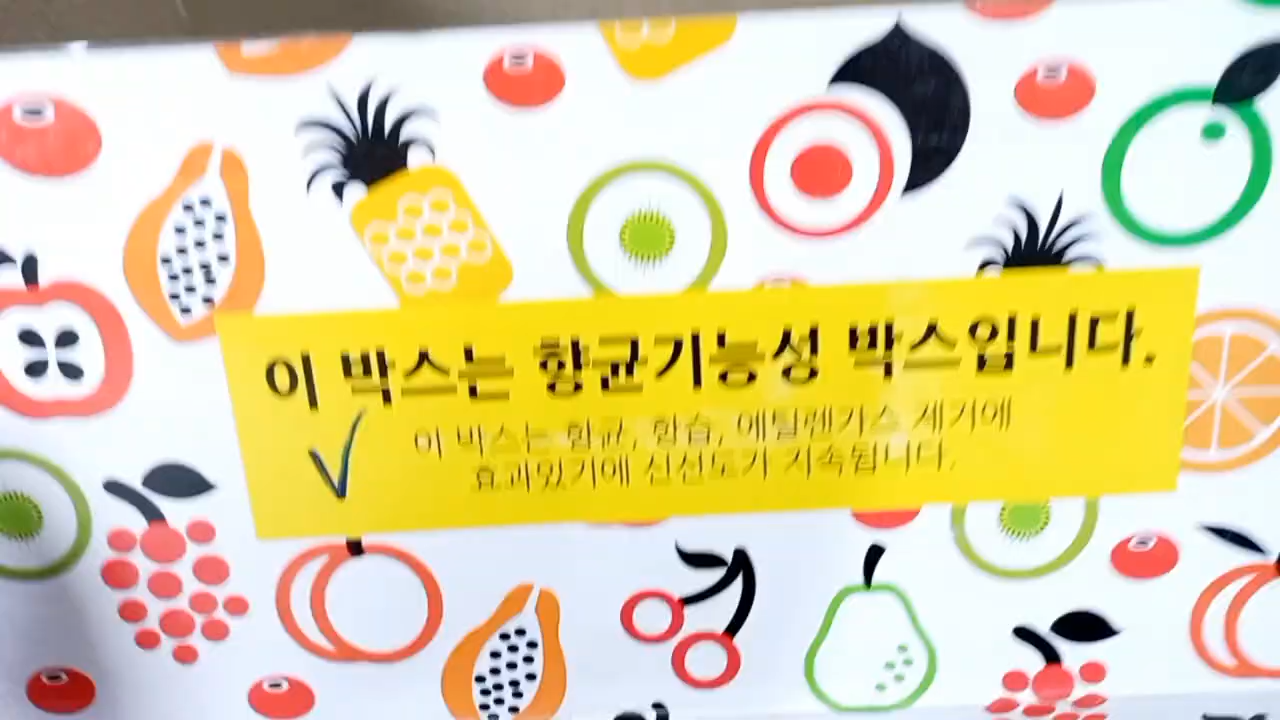 이 박스는 향균기능성 박스입니다.
이 박스는 향균, 항습, 에틸렌가스 제거에
효과있기에 신선도가 지속됩니다.